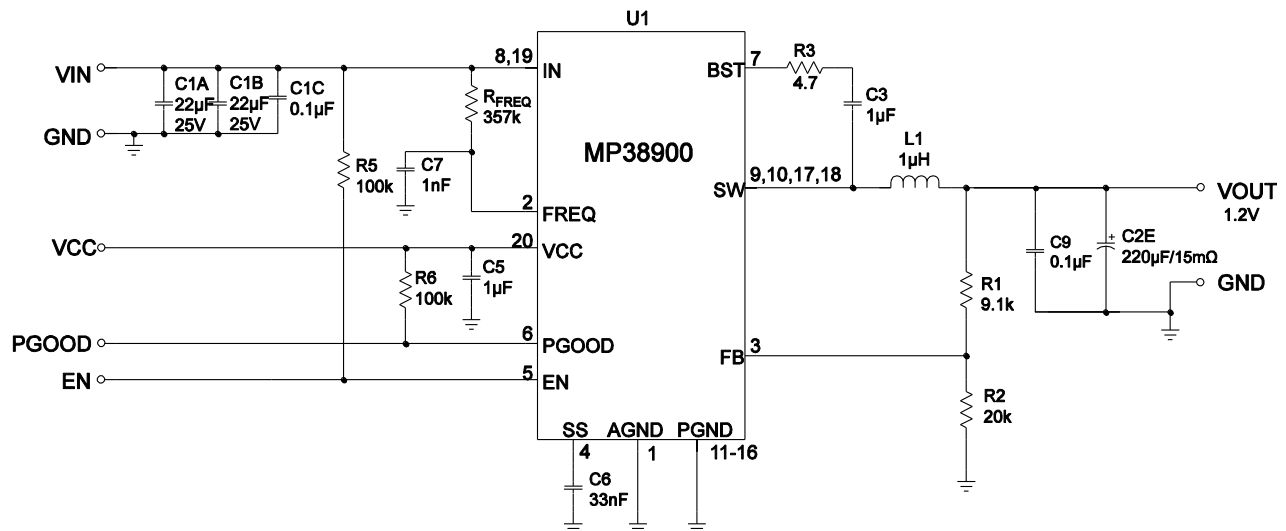 U1
MP38900
VIN
GND
C1A
22µF
25V
C1B
22µF
25V
C1C
0.1µF
8,19
IN
RFREQ
357k
C7
1nF
R5
100k
2
FREQ
VCC
20
VCC
R6
100k
C5
1µF
PGOOD
6
PGOOD
EN
5
EN
SS
4
AGND
1
PGND
11-16
C6
33nF
BST
7
R3
4.7
C3
1µF
SW
9,10,17,18
L1
1µH
VOUT
1.2V
C9
0.1µF
+
C2E
220µF/15mΩ
GND
R1
9.1k
FB
3
R2
20k